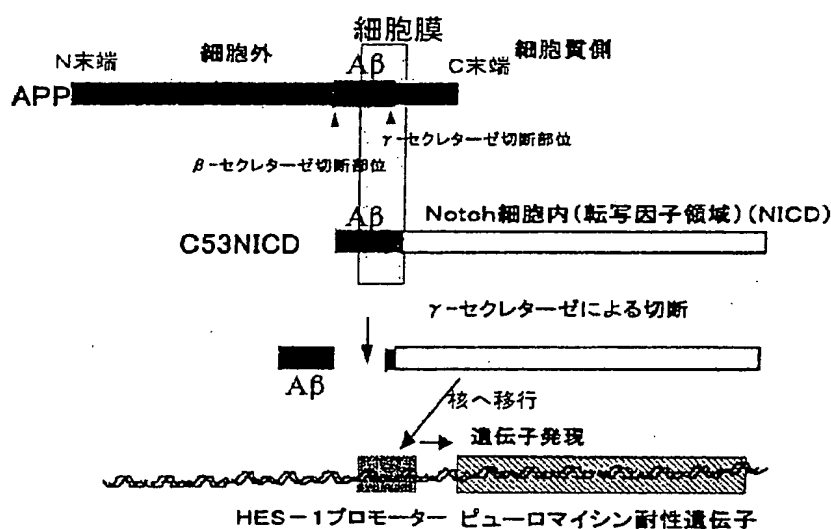 細胞膜
N末端 細胞外 Aβ C末端 細胞質側
APP
γ-セクレターゼ切断部位
β-セクレターゼ切断部位
Aβ Notch細胞内(転写因子領域)(NICD)
C53NICD
γ-セクレターゼによる切断
Aβ
核へ移行
遺伝子発現
HES-1プロモーター ピューロマイシン耐性遺伝子